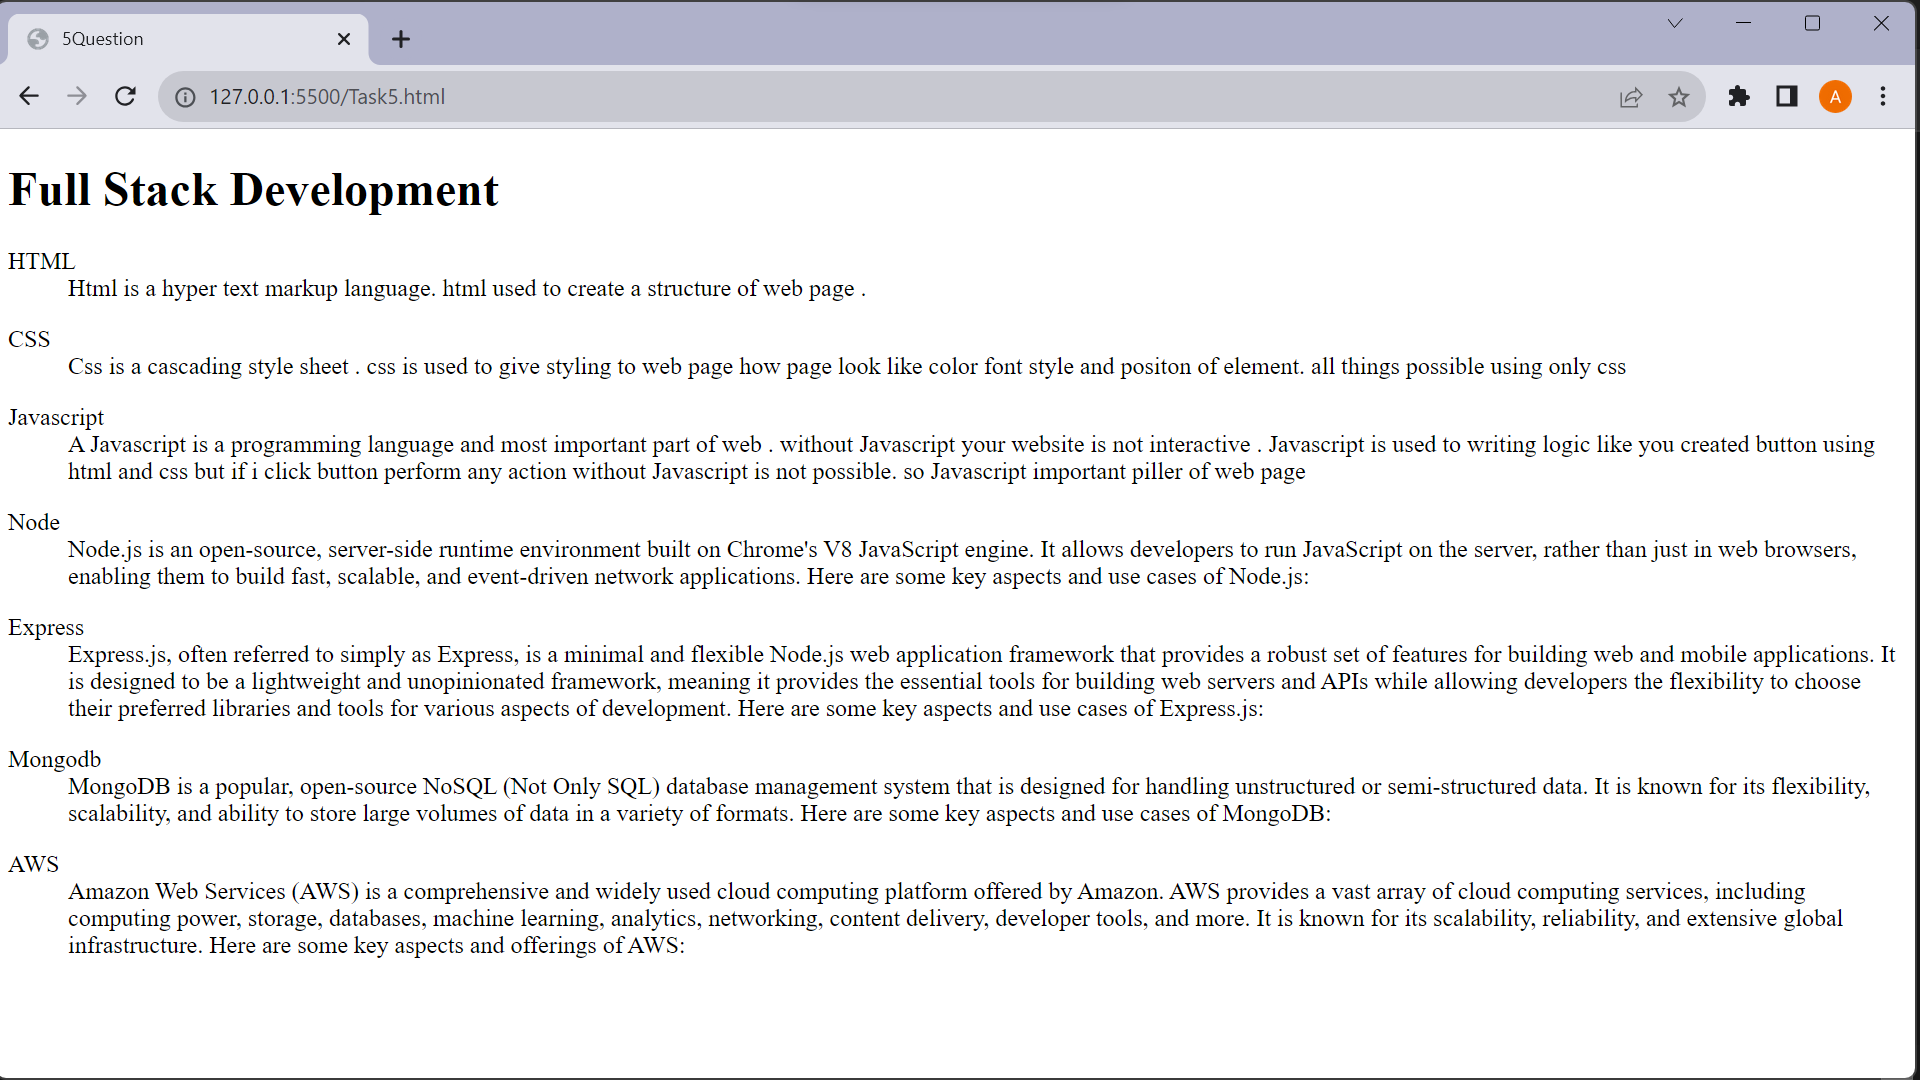 5Question
127.0.0.1:5500/Task5.html
A
Full Stack Development
HTML
Html is a hyper text markup language. html used to create a structure of web page .
CSS
Css is a cascading style sheet . css is used to give styling to web page how page look like color font style and positon of element. all things possible using only css
Javascript
A Javascript is a programming language and most important part of web . without Javascript your website is not interactive . Javascript is used to writing logic like you created button using
html and css but if i click button perform any action without Javascript is not possible. so Javascript important piller of web page
Node
Node.js is an open-source, server-side runtime environment built on Chrome's V8 JavaScript engine. It allows developers to run JavaScript on the server, rather than just in web browsers,
enabling them to build fast, scalable, and event-driven network applications. Here are some key aspects and use cases of Node.js:
Express
Express.js, often referred to simply as Express, is a minimal and flexible Node.js web application framework that provides a robust set of features for building web and mobile applications. It
is designed to be a lightweight and unopinionated framework, meaning it provides the essential tools for building web servers and APIs while allowing developers the flexibility to choose
their preferred libraries and tools for various aspects of development. Here are some key aspects and use cases of Express.js:
Mongodb
MongoDB is a popular, open-source NoSQL (Not Only SQL) database management system that is designed for handling unstructured or semi-structured data. It is known for its flexibility,
scalability, and ability to store large volumes of data in a variety of formats. Here are some key aspects and use cases of MongoDB:
AWS
Amazon Web Services (AWS) is a comprehensive and widely used cloud computing platform offered by Amazon. AWS provides a vast array of cloud computing services, including
computing power, storage, databases, machine learning, analytics, networking, content delivery, developer tools, and more. It is known for its scalability, reliability, and extensive global
infrastructure. Here are some key aspects and offerings of AWS: